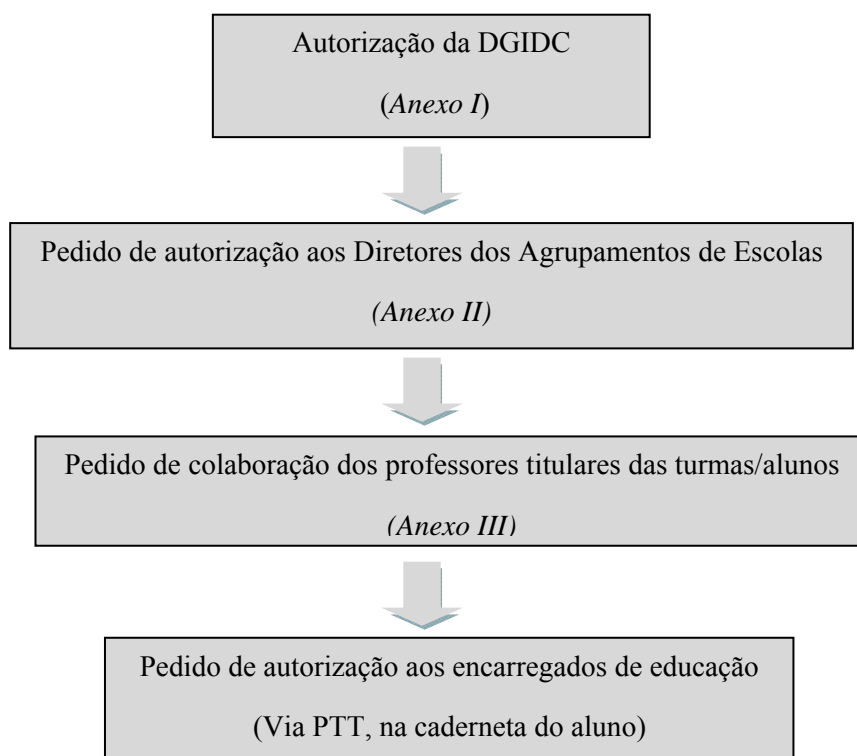 Autorização da DGIDC
(Anexo I)
Pedido de autorização aos Diretores dos Agrupamentos de Escolas
(Anexo II)
Pedido de colaboração dos professores titulares das turmas/alunos
(Anexo III)
Pedido de autorização aos encarregados de educação
(Via PTT, na caderneta do aluno)